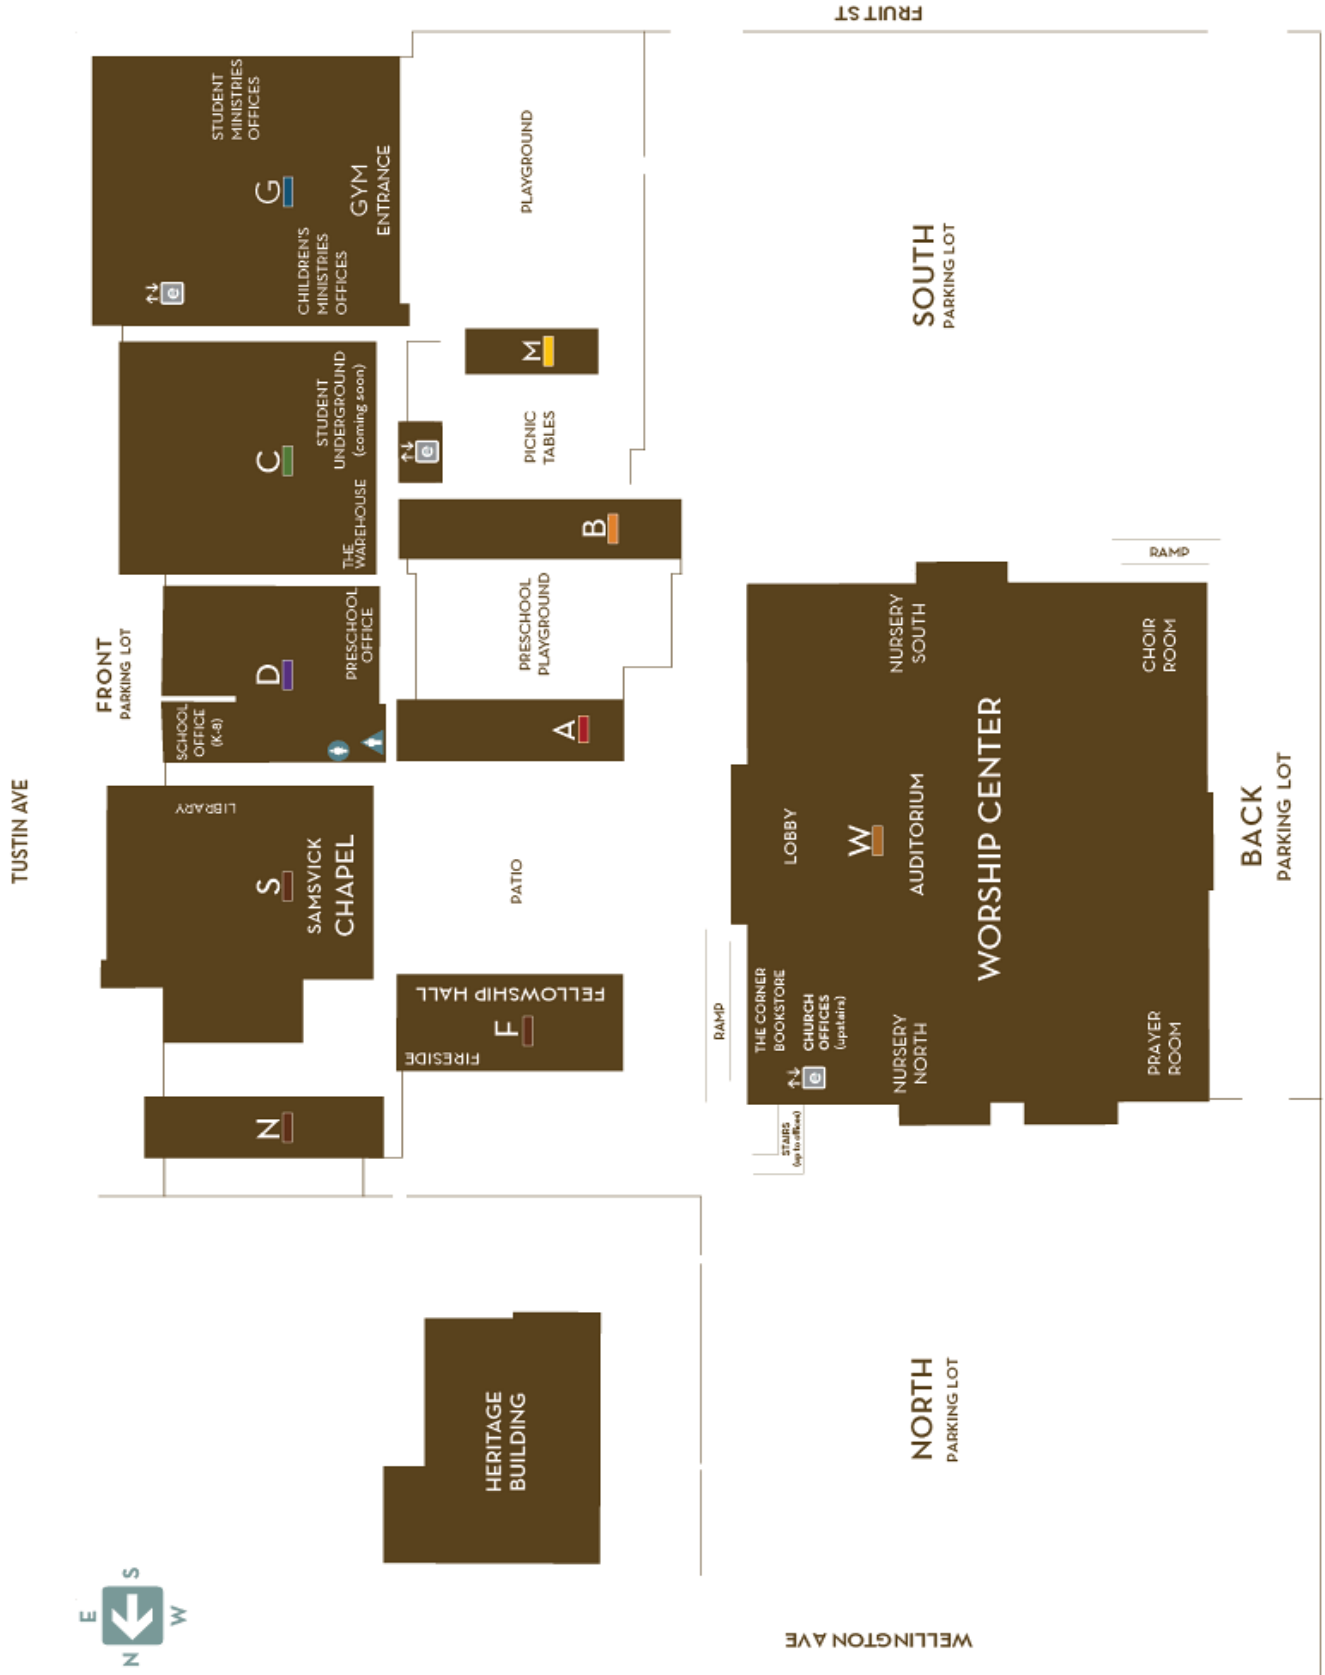 FRUIT ST
STUDENT
MINISTRIES
OFFICES
G
GYM
ENTRANCE
CHILDREN'S
MINISTRIES
OFFICES
e
PLAYGROUND
SOUTH
PARKING LOT
M
C
STUDENT
UNDERGROUND
(coming soon)
THE
WAREHOUSE
e
PICNIC
TABLES
B
FRONT
PARKING LOT
D
PRESCHOOL
OFFICE
SCHOOL
OFFICE
(K-8)
PRESCHOOL
PLAYGROUND
A
TUSTIN AVE
LIBRARY
S
SAMSVICK
CHAPEL
PATIO
FELLOWSHIP HALL
F
FIRESIDE
N
RAMP
NURSERY
SOUTH
CHOIR
ROOM
LOBBY
W
AUDITORIUM
WORSHIP CENTER
BACK
PARKING LOT
RAMP
THE CORNER
BOOKSTORE
CHURCH
OFFICES
(upstairs)
e
NURSERY
NORTH
PRAYER
ROOM
STAIRS
(up to offices)
HERITAGE
BUILDING
NORTH
PARKING LOT
E
S
N
W
WELLINGTON AVE